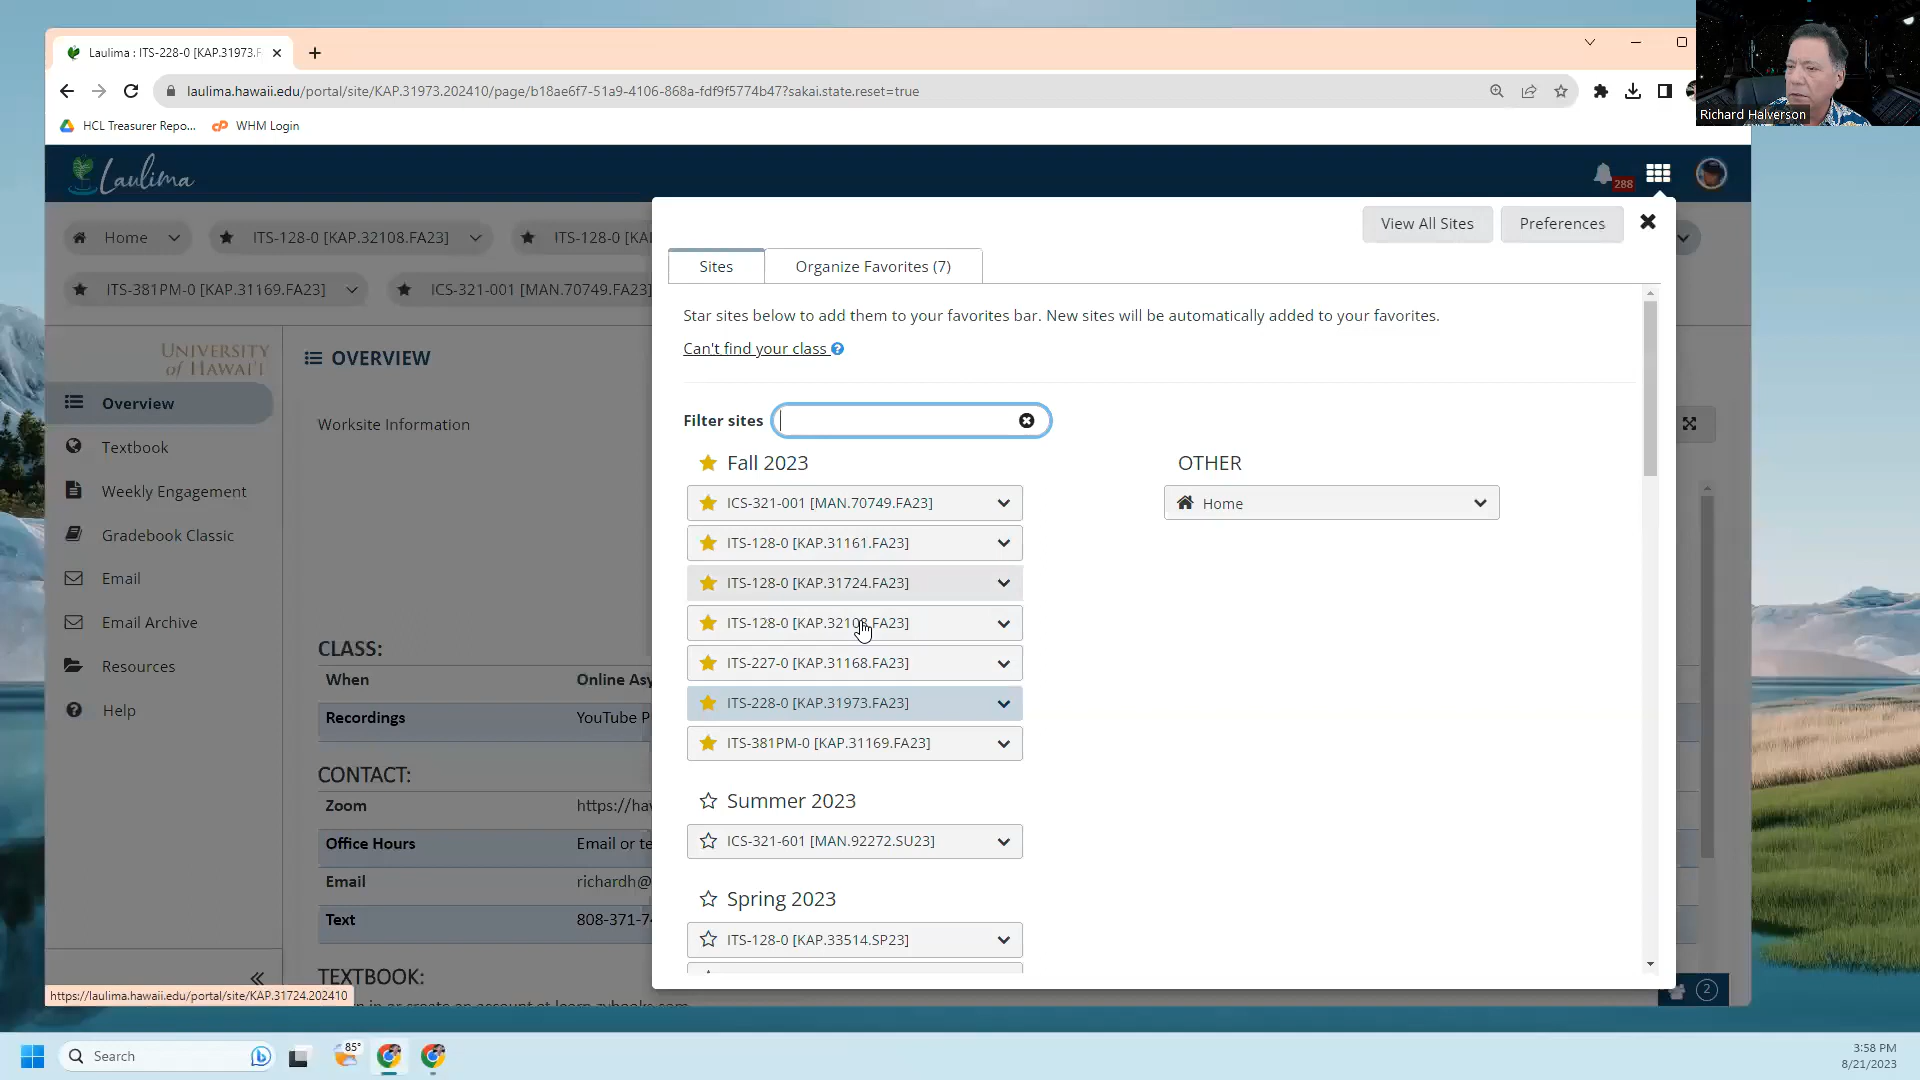 Laulima : ITS-228-0 [KAP.31973.F
laulima.hawaii.edu/portal/site/KAP.31973.202410/page/b18ae6f7-51a9-4106-868a-fdf9f5774b47?sakai.state.reset=true
HCL Treasurer Repo...
WHM Login
Richard Halverson
Laulima
288
Home
ITS-128-0 [KAP.32108.FA23]
ITS-128-0 [KA
ITS-381PM-0 [KAP.31169.FA23]
ICS-321-001 [MAN.70749.FA23]
View All Sites
Preferences
Sites
Organize Favorites (7)
Star sites below to add them to your favorites bar. New sites will be automatically added to your favorites.
Can't find your class
Filter sites
Fall 2023
ICS-321-001 [MAN.70749.FA23]
ITS-128-0 [KAP.31161.FA23]
ITS-128-0 [KAP.31724.FA23]
ITS-128-0 [KAP.32108.FA23]
ITS-227-0 [KAP.31168.FA23]
ITS-228-0 [KAP.31973.FA23]
ITS-381PM-0 [KAP.31169.FA23]
Summer 2023
ICS-321-601 [MAN.92272.SU23]
Spring 2023
ITS-128-0 [KAP.33514.SP23]
OTHER
Home
UNIVERSITY
of HAWAI'I
Overview
Textbook
Weekly Engagement
Gradebook Classic
Email
Email Archive
Resources
Help
OVERVIEW
Worksite Information
CLASS:
When Online Asy
Recordings YouTube P
CONTACT:
Zoom https://ha
Office Hours Email or te
Email richardh@
Text 808-371-7
TEXTBOOK:
https://laulima.hawaii.edu/portal/site/KAP.31724.202410
2
Search
85°
3:58 PM
8/21/2023